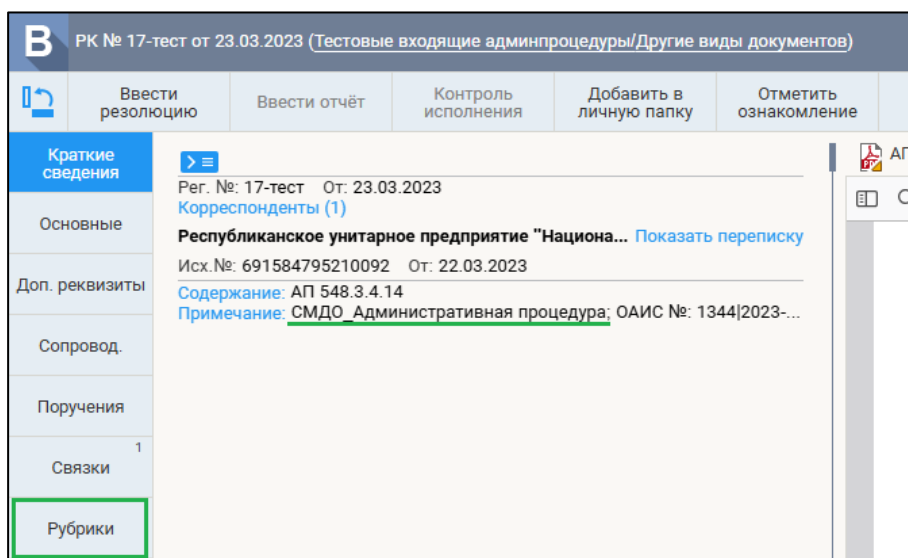 В РК № 17-тест от 23.03.2023 (Тестовые входящие админпроцедуры/Другие виды документов)
Ввести резолюцию
Ввести отчёт
Контроль исполнения
Добавить в личную папку
Отметить ознакомление
Краткие сведения
Основные
Доп. реквизиты
Сопровод.
Поручения
Связки 1
Рубрики
Рег. №: 17-тест От: 23.03.2023
Корреспонденты (1)
Республиканское унитарное предприятие "Национа... Показать переписку
Исх.№: 691584795210092 От: 22.03.2023
Содержание: АП 548.3.4.14
Примечание: СМДО_Административная процедура; ОАИС №: 1344|2023-...